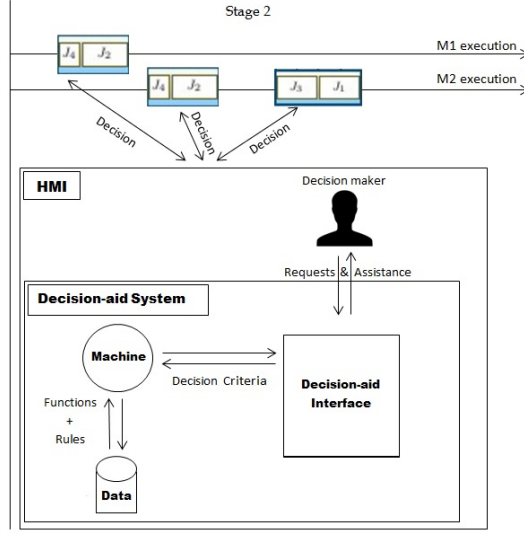 Stage 2
M1 execution
J4 J2
M2 execution
J4 J2 J3 J1
Decision Decision Decision
HMI
Decision maker
Requests & Assistance
Decision-aid System
Machine
Decision Criteria
Decision-aid
Interface
Functions
+
Rules
Data